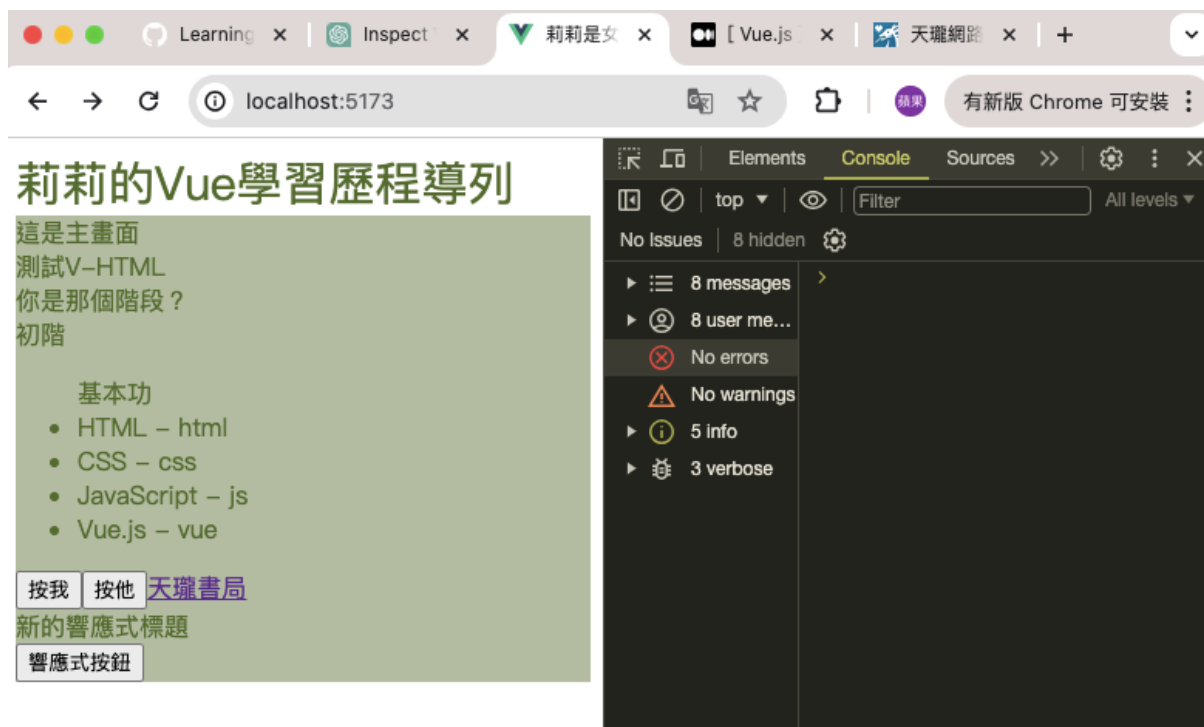 Learning
Inspect
莉莉是女
[ Vue.js ]
天瓏網路
localhost:5173
蘋果
有新版 Chrome 可安裝
莉莉的Vue學習歷程導列
這是主畫面
測試V-HTML
你是那個階段？
初階
基本功
HTML – html
CSS – css
JavaScript – js
Vue.js – vue
按我
按他
天瓏書局
新的響應式標題
響應式按鈕
Elements
Console
Sources
top
Filter
All levels
No Issues
8 hidden
8 messages
8 user me...
No errors
No warnings
5 info
3 verbose